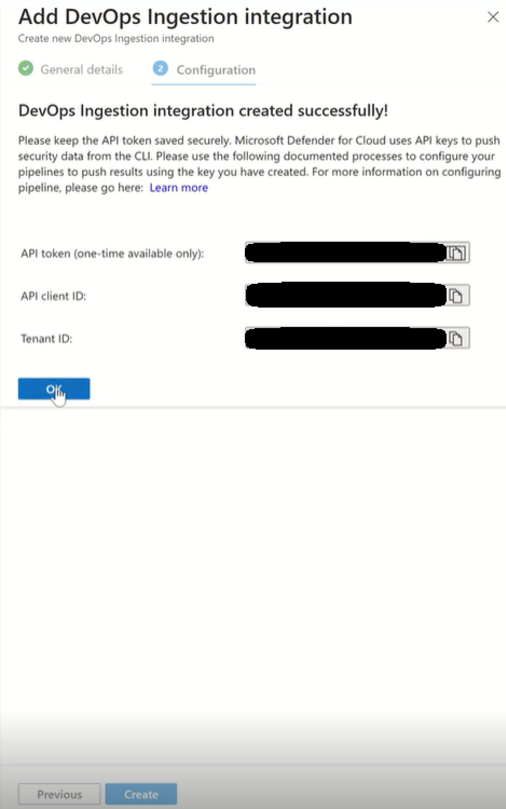 Add DevOps Ingestion integration
Create new DevOps Ingestion integration
General details
2 Configuration
DevOps Ingestion integration created successfully!
Please keep the API token saved securely. Microsoft Defender for Cloud uses API keys to push
security data from the CLI. Please use the following documented processes to configure your
pipelines to push results using the key you have created. For more information on configuring
pipeline, please go here: Learn more
API token (one-time available only):
API client ID:
Tenant ID:
OK
Previous
Create